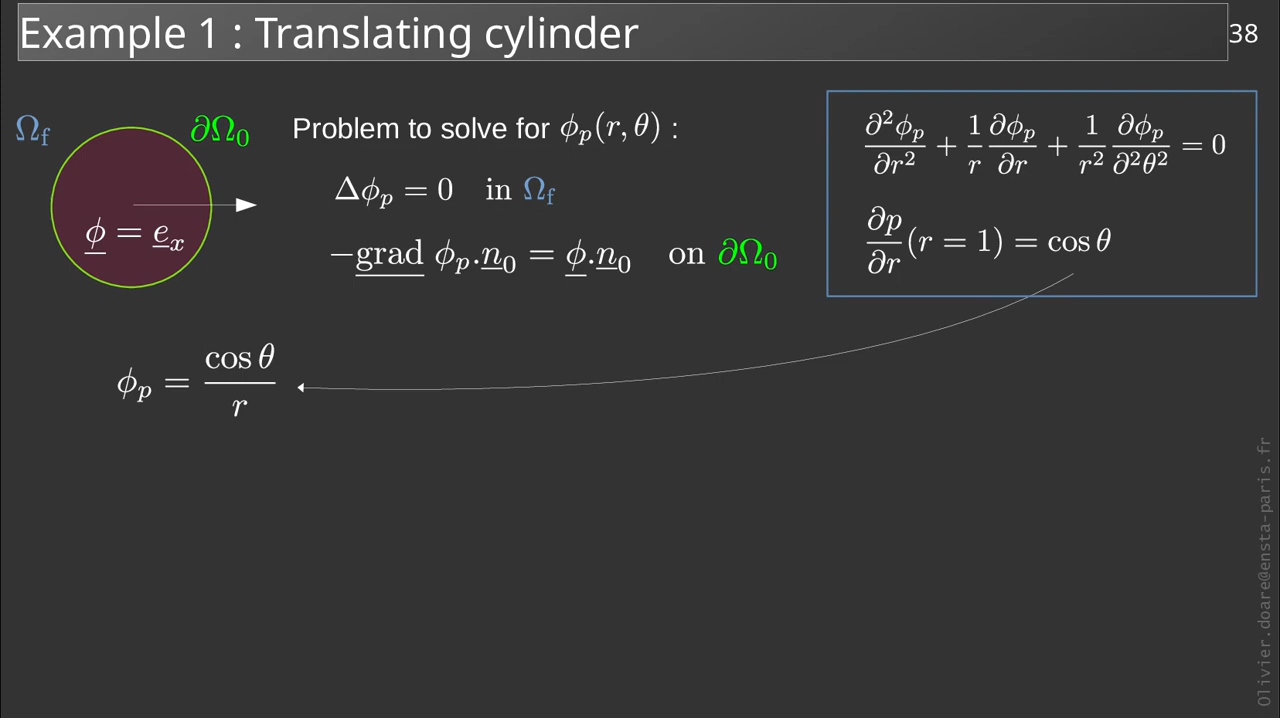 Example 1 : Translating cylinder
38
Ω_f
∂Ω_0
ϕ = e_x
Problem to solve for ϕ_p(r, θ) :
Δϕ_p = 0 in Ω_f
−grad ϕ_p.n_0 = ϕ.n_0 on ∂Ω_0
∂²ϕ_p/∂r² + 1/r ∂ϕ_p/∂r + 1/r² ∂ϕ_p/∂²θ² = 0
∂p/∂r (r = 1) = cos θ
ϕ_p = cos θ / r
Olivier.doare@ensta-paris.fr